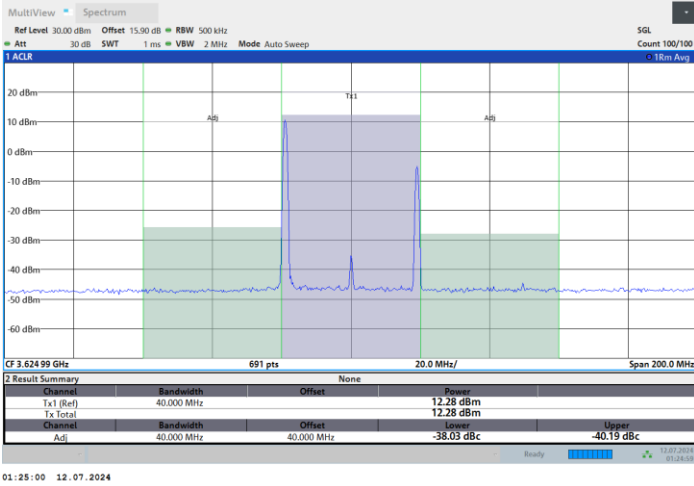 MultiView Spectrum
Ref Level 30.00 dBm Offset 15.90 dB RBW 500 kHz SGL
Att 30 dB SWT 1 ms VBW 2 MHz Mode Auto Sweep Count 100/100
1 ACLR 1Rm Avg
20 dBm
Tx1
10 dBm
Adj Adj
0 dBm
-10 dBm
-20 dBm
-30 dBm
-40 dBm
-50 dBm
-60 dBm
CF 3.624 99 GHz 691 pts 20.0 MHz/ Span 200.0 MHz
2 Result Summary None
Channel Bandwidth Offset Power
Tx1 (Ref) 40.000 MHz 12.28 dBm
Tx Total 12.28 dBm
Channel Bandwidth Offset Lower Upper
Adj 40.000 MHz 40.000 MHz -38.03 dBc -40.19 dBc
Ready 12.07.2024
01:24:59
01:25:00 12.07.2024